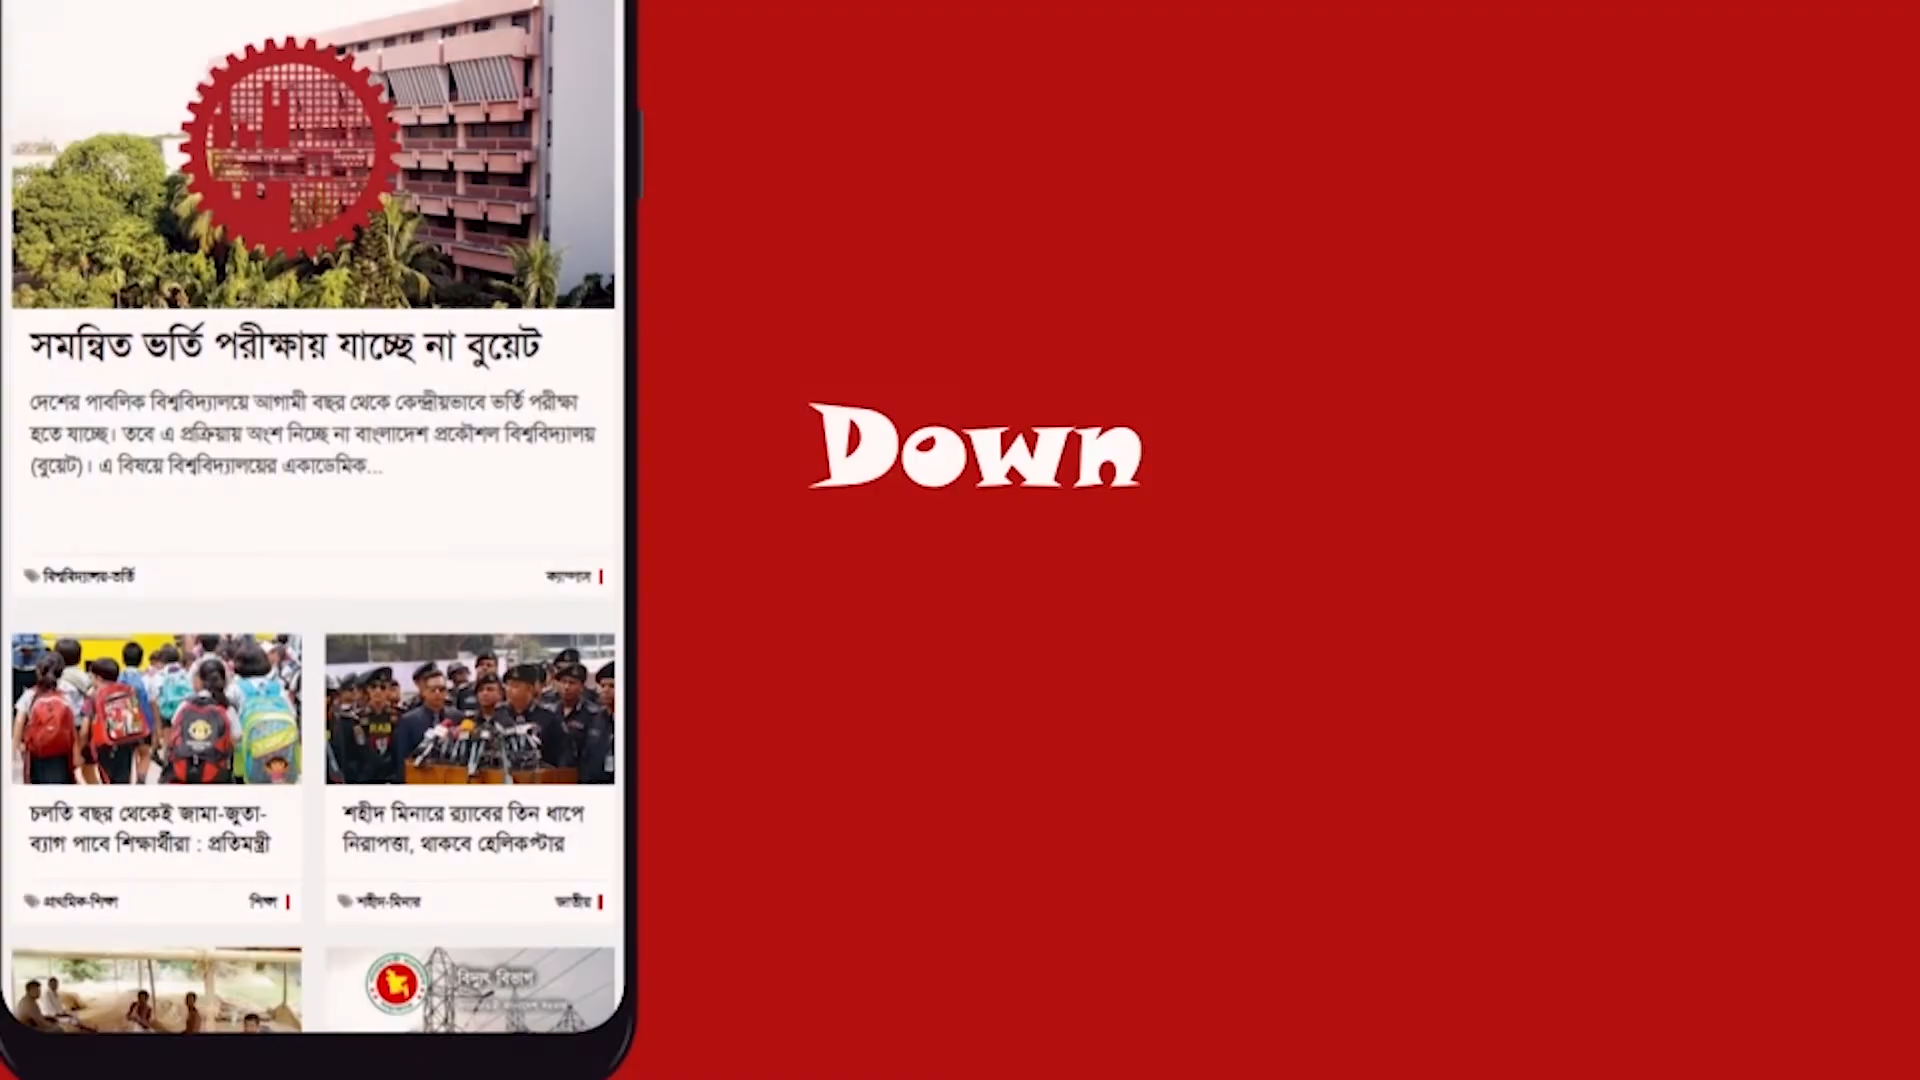 সমন্বিত ভর্তি পরীক্ষায় যাচ্ছে না বুয়েট
দেশের পাবলিক বিশ্ববিদ্যালয়ে আগামী বছর থেকে কেন্দ্রীয়ভাবে ভর্তি পরীক্ষা
হতে যাচ্ছে। তবে এ প্রক্রিয়ায় অংশ নিচ্ছে না বাংলাদেশ প্রকৌশল বিশ্ববিদ্যালয়
(বুয়েট)। এ বিষয়ে বিশ্ববিদ্যালয়ের একাডেমিক...
বিশ্ববিদ্যালয়-ভর্তি
ক্যাম্পাস
Down
RAB
চলতি বছর থেকেই জামা-জুতা-
ব্যাগ পাবে শিক্ষার্থীরা : প্রতিমন্ত্রী
প্রাথমিক-শিক্ষা
শিক্ষা
শহীদ মিনারে র‍্যাবের তিন ধাপে
নিরাপত্তা, থাকবে হেলিকপ্টার
শহীদ-মিনার
জাতীয়
বিদ্যুৎ বিভাগ